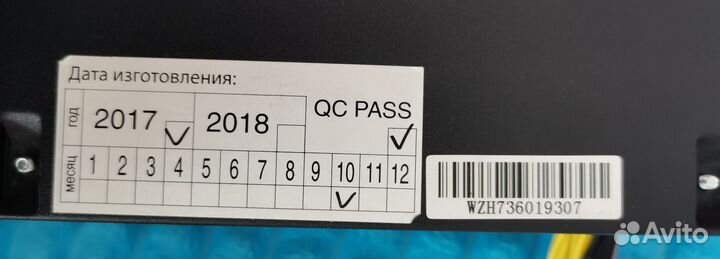 Дата изготовления:
год 2017 2018 QC PASS
месяц 1 2 3 4 5 6 7 8 9 10 11 12
WZH736019307
Avito